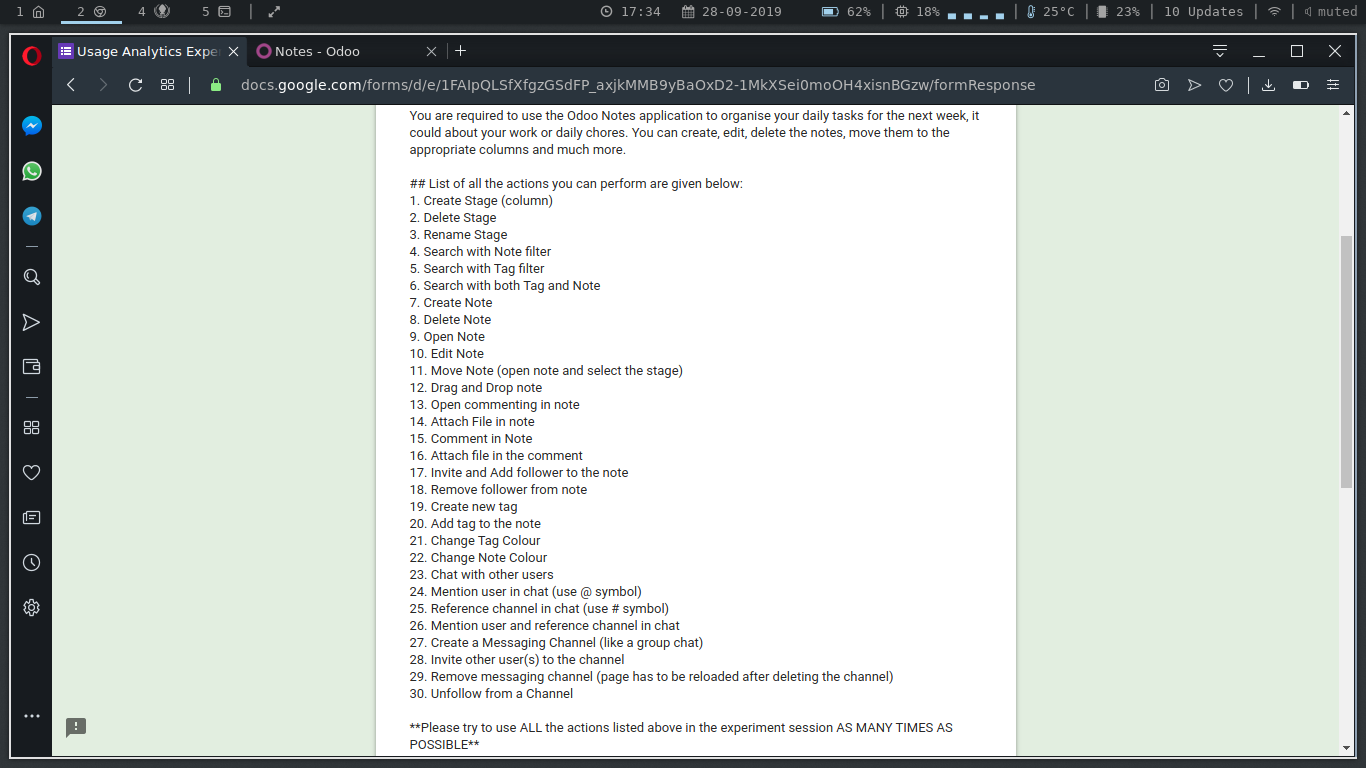 1 2 4 5 17:34 28-09-2019 62% 18% 25°C 23% 10 Updates muted
Usage Analytics Expe Notes - Odoo
docs.google.com/forms/d/e/1FAIpQLSfXfgzGSdFP_axjkMMB9yBaOxD2-1MkXSei0moOH4xisnBGzw/formResponse
You are required to use the Odoo Notes application to organise your daily tasks for the next week, it
could about your work or daily chores. You can create, edit, delete the notes, move them to the
appropriate columns and much more.
## List of all the actions you can perform are given below:
1. Create Stage (column)
2. Delete Stage
3. Rename Stage
4. Search with Note filter
5. Search with Tag filter
6. Search with both Tag and Note
7. Create Note
8. Delete Note
9. Open Note
10. Edit Note
11. Move Note (open note and select the stage)
12. Drag and Drop note
13. Open commenting in note
14. Attach File in note
15. Comment in Note
16. Attach file in the comment
17. Invite and Add follower to the note
18. Remove follower from note
19. Create new tag
20. Add tag to the note
21. Change Tag Colour
22. Change Note Colour
23. Chat with other users
24. Mention user in chat (use @ symbol)
25. Reference channel in chat (use # symbol)
26. Mention user and reference channel in chat
27. Create a Messaging Channel (like a group chat)
28. Invite other user(s) to the channel
29. Remove messaging channel (page has to be reloaded after deleting the channel)
30. Unfollow from a Channel
**Please try to use ALL the actions listed above in the experiment session AS MANY TIMES AS
POSSIBLE**